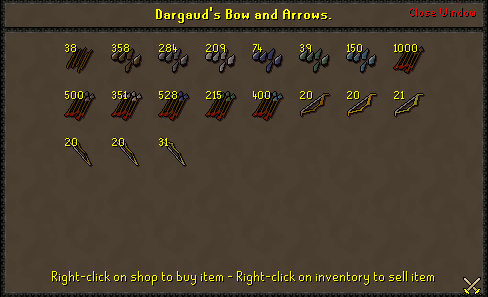 Dargaud's Bow and Arrows.
Close Window
38 358 284 209 74 39 150 1000
500 351 528 215 400 20 20 21
20 20 31
Right-click on shop to buy item - Right-click on inventory to sell item